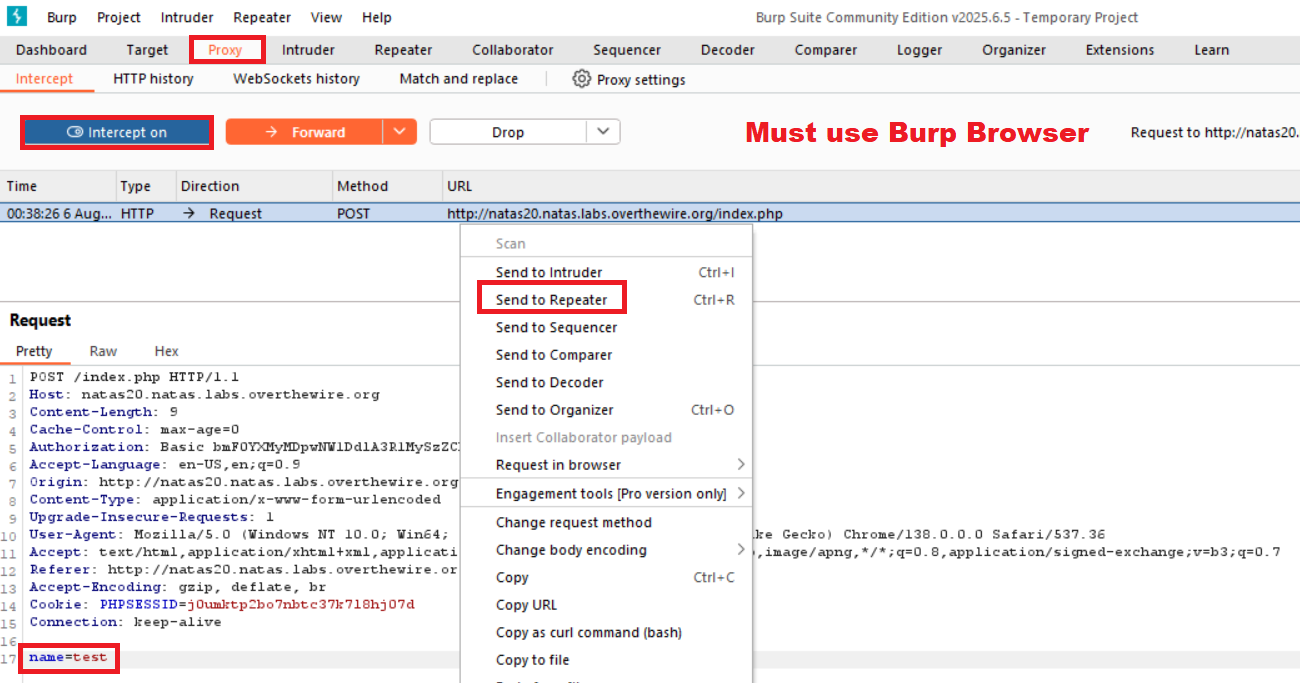 Burp Project Intruder Repeater View Help Burp Suite Community Edition v2025.6.5 - Temporary Project
Dashboard Target Proxy Intruder Repeater Collaborator Sequencer Decoder Comparer Logger Organizer Extensions Learn
Intercept HTTP history WebSockets history Match and replace Proxy settings
Intercept on Forward Drop Must use Burp Browser Request to http://natas20.
Time Type Direction Method URL
00:38:26 6 Aug... HTTP → Request POST http://natas20.natas.labs.overthewire.org/index.php
Scan
Send to Intruder Ctrl+I
Send to Repeater Ctrl+R
Send to Sequencer
Send to Comparer
Send to Decoder
Send to Organizer Ctrl+O
Insert Collaborator payload
Request in browser
Engagement tools [Pro version only]
Change request method
Change body encoding
Copy Ctrl+C
Copy URL
Copy as curl command (bash)
Copy to file
Request
Pretty Raw Hex
1 POST /index.php HTTP/1.1
2 Host: natas20.natas.labs.overthewire.org
3 Content-Length: 9
4 Cache-Control: max-age=0
5 Authorization: Basic
6 Accept-Language: en-US,en;q=0.9
7 Origin: http://natas20.natas.labs.overthewire.org
8 Content-Type: application/x-www-form-urlencoded
9 Upgrade-Insecure-Requests: 1
10 User-Agent: Mozilla/5.0 (Windows NT 10.0; Win64; ke Gecko) Chrome/138.0.0.0 Safari/537.36
11 Accept: text/html,application/xhtml+xml,applicati ,image/apng,*/*;q=0.8,application/signed-exchange;v=b3;q=0.7
12 Referer: http://natas20.natas.labs.overthewire.or
13 Accept-Encoding: gzip, deflate, br
14 Cookie: PHPSESSID=j0umktp2bo7nbtc37k718hj07d
15 Connection: keep-alive
16
17 name=test